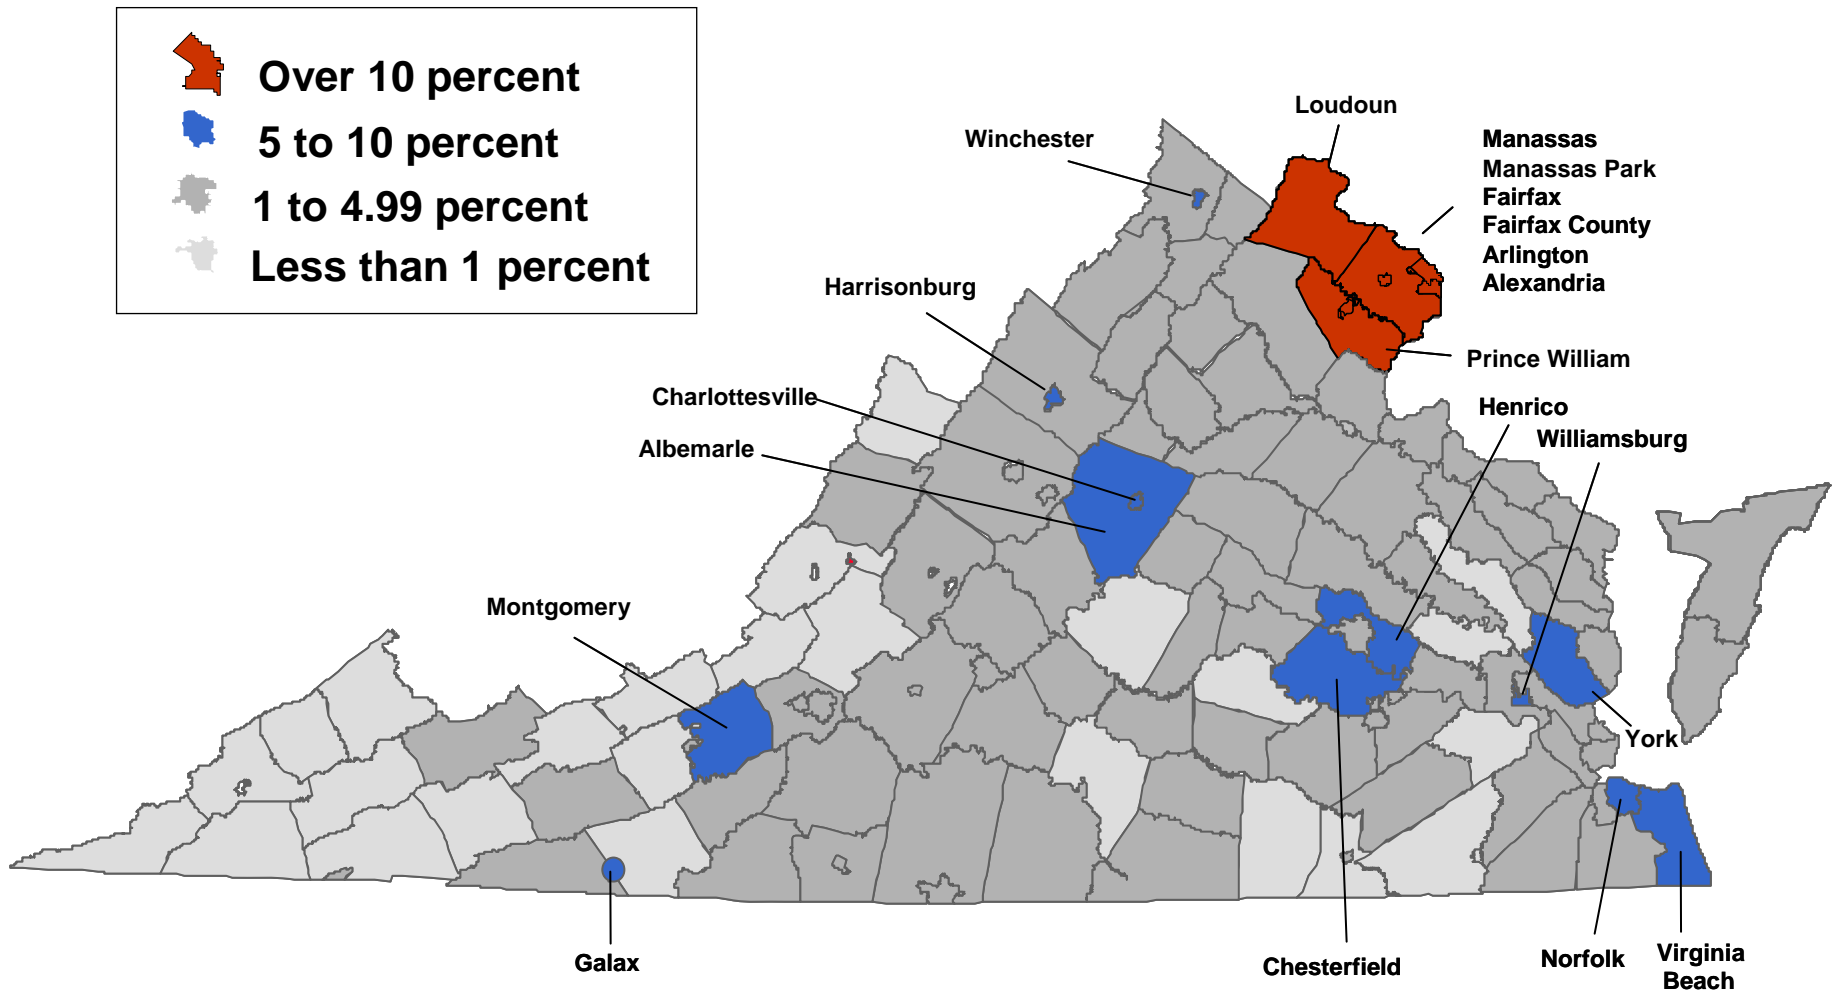 Over 10 percent
5 to 10 percent
1 to 4.99 percent
Less than 1 percent
Loudoun
Winchester
Manassas
Manassas Park
Fairfax
Fairfax County
Arlington
Alexandria
Harrisonburg
Prince William
Charlottesville
Henrico
Williamsburg
Albemarle
Montgomery
York
Galax
Chesterfield
Norfolk
Virginia
Beach